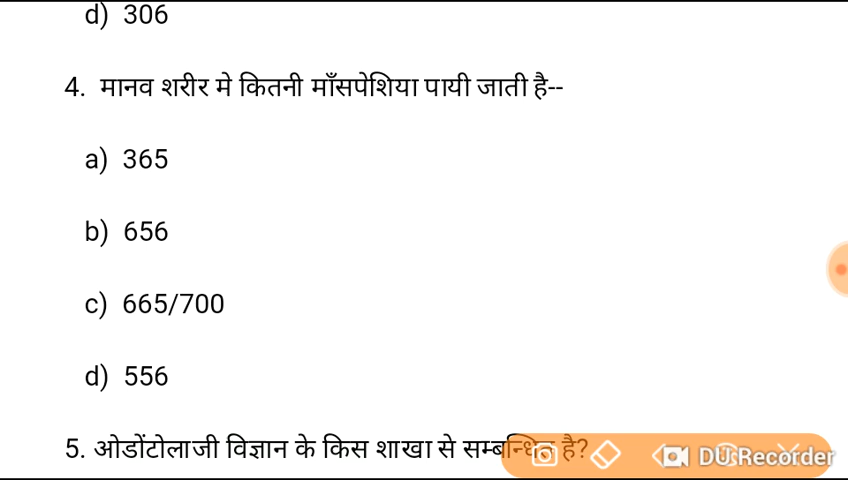 d) 306
4. मानव शरीर मे कितनी माँसपेशिया पायी जाती है--
a) 365
b) 656
c) 665/700
d) 556
5. ओडोंटोलाजी विज्ञान के किस शाखा से सम्बन्धित है?
DU Recorder